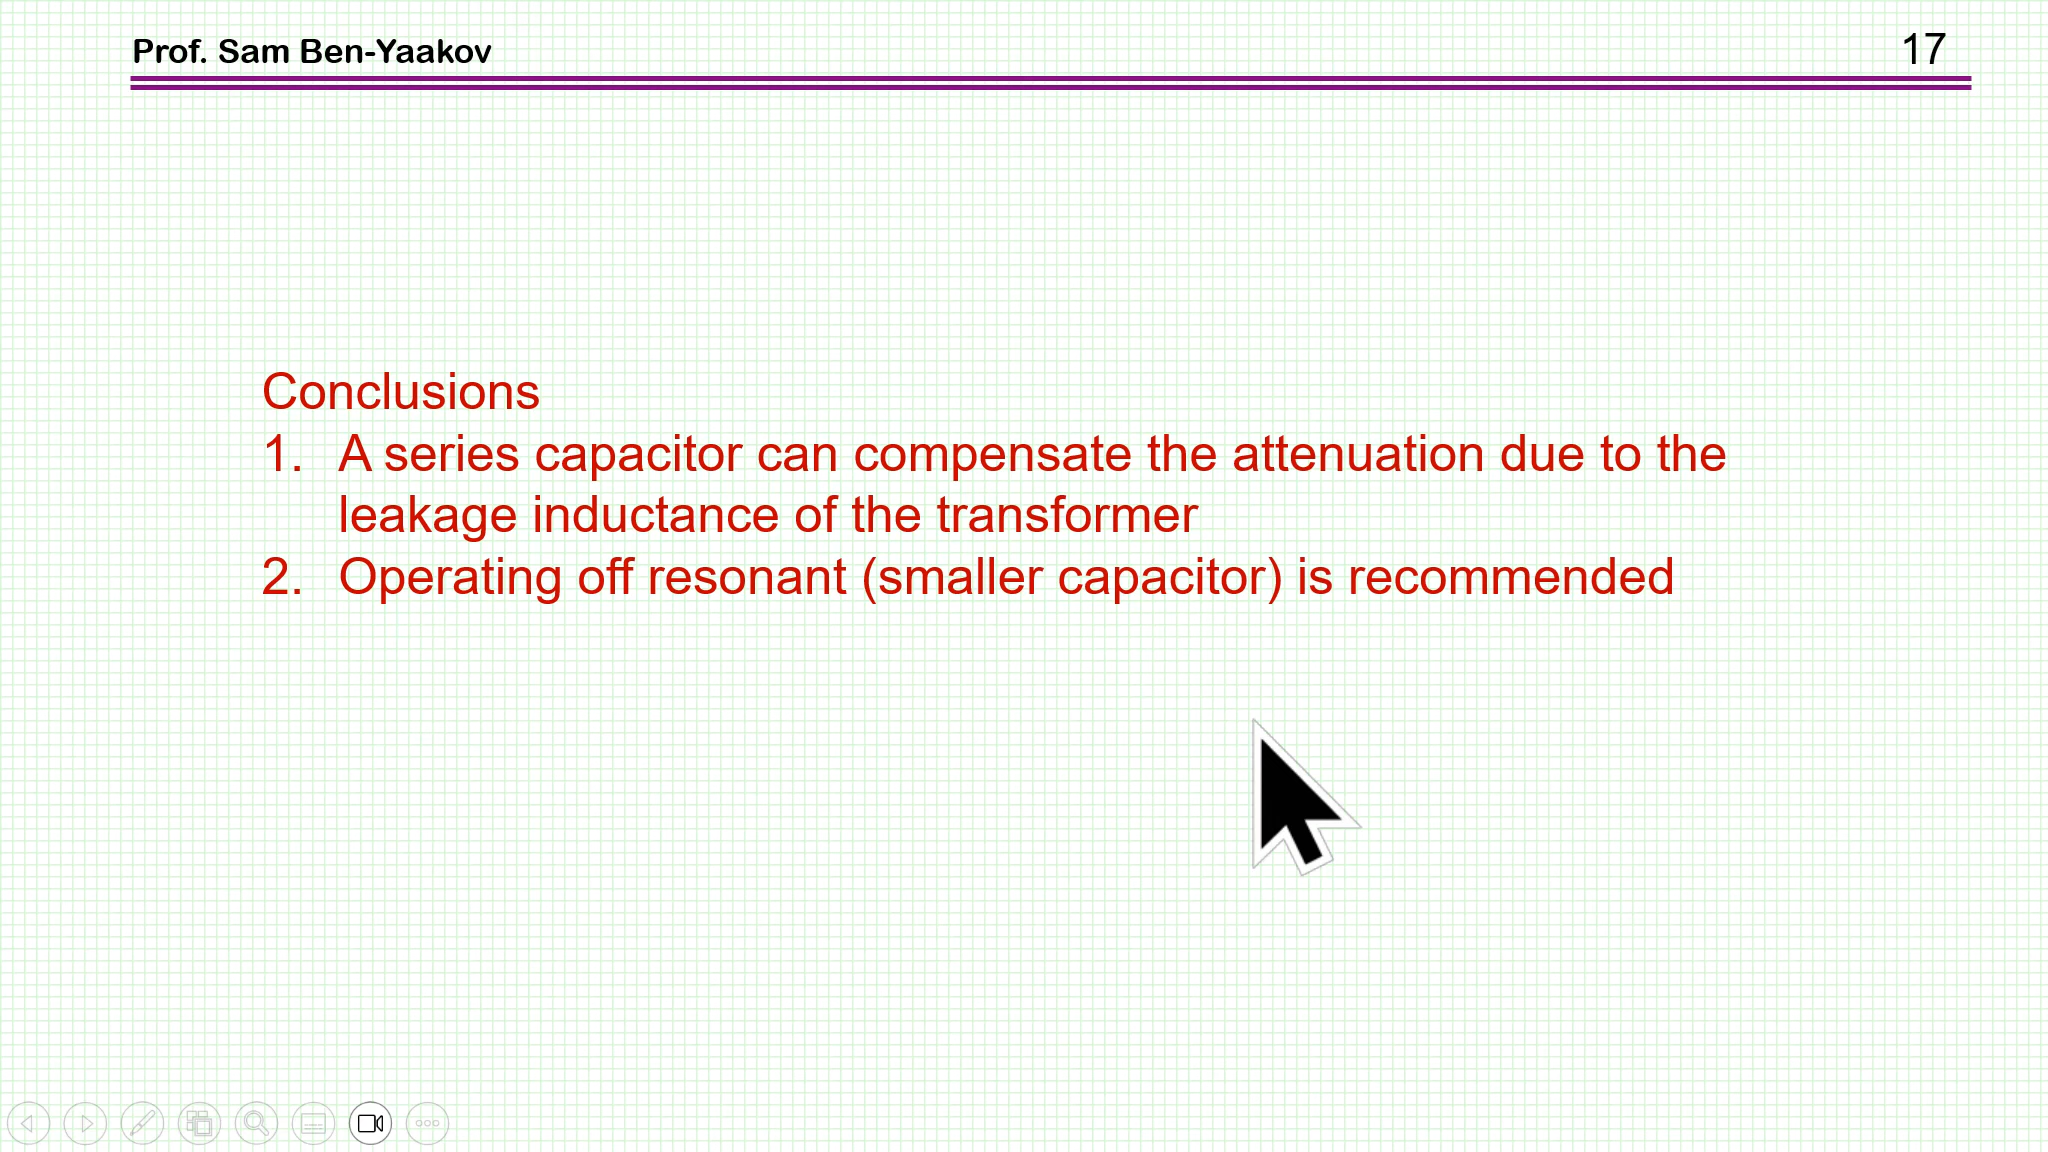 Prof. Sam Ben-Yaakov
17
Conclusions
1. A series capacitor can compensate the attenuation due to the
leakage inductance of the transformer
2. Operating off resonant (smaller capacitor) is recommended